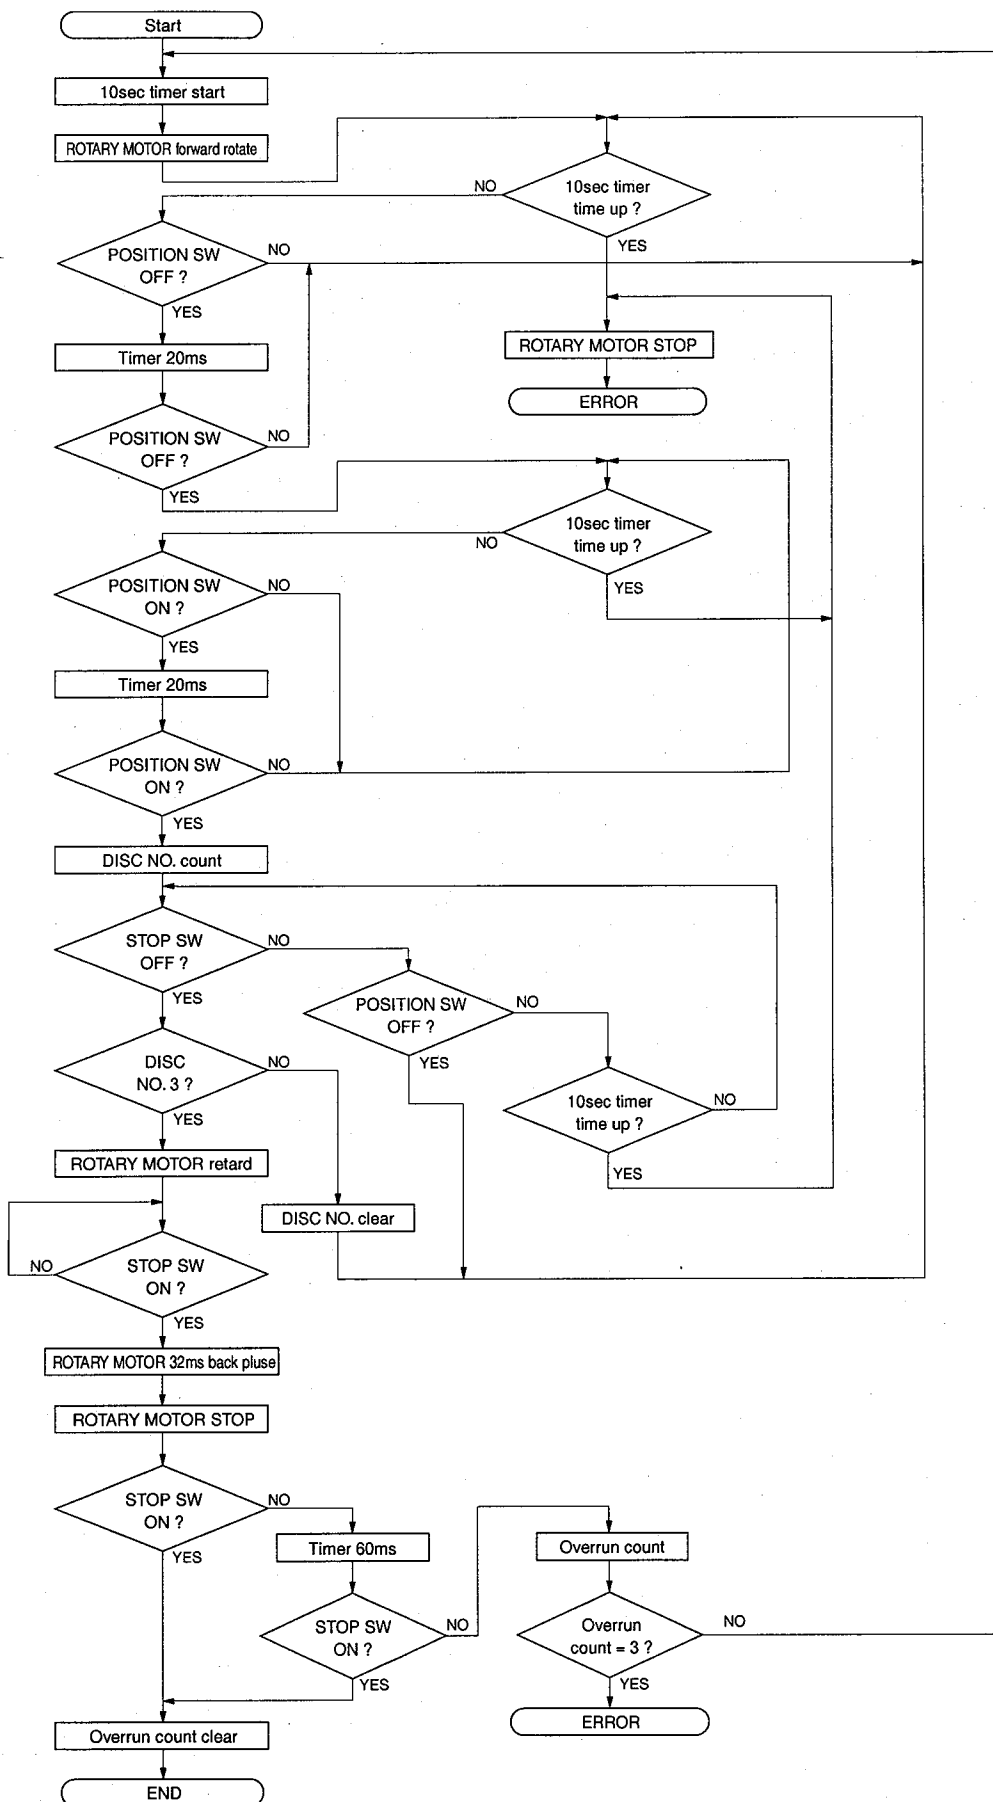 Start
10sec timer start
ROTARY MOTOR forward rotate
10sec timer
time up ?
NO
YES
POSITION SW
OFF ?
NO
YES
Timer 20ms
ROTARY MOTOR STOP
ERROR
POSITION SW
OFF ?
NO
YES
10sec timer
time up ?
NO
YES
POSITION SW
ON ?
NO
YES
Timer 20ms
POSITION SW
ON ?
NO
YES
DISC NO. count
STOP SW
OFF ?
NO
YES
POSITION SW
OFF ?
NO
YES
DISC
NO. 3 ?
NO
YES
10sec timer
time up ?
NO
YES
ROTARY MOTOR retard
DISC NO. clear
STOP SW
ON ?
NO
YES
ROTARY MOTOR 32ms back pluse
ROTARY MOTOR STOP
STOP SW
ON ?
NO
YES
Timer 60ms
Overrun count
STOP SW
ON ?
NO
YES
Overrun
count = 3 ?
NO
YES
ERROR
Overrun count clear
END